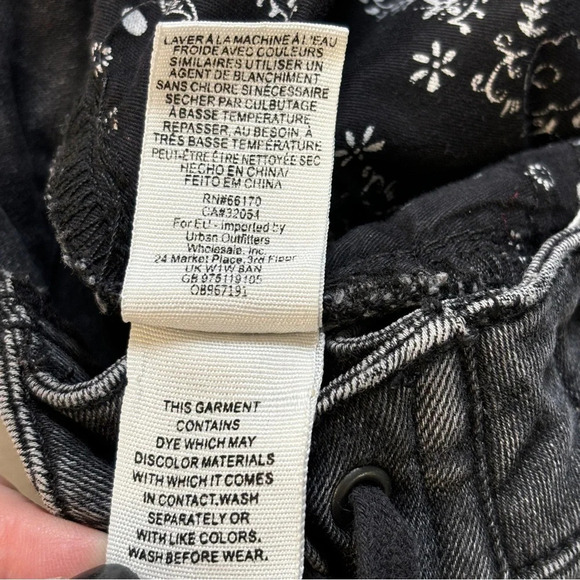 LAVER À LA MACHINE À L'EAU
FROIDE AVEC COULEURS
SIMILAIRES UTILISER UN
AGENT DE BLANCHIMENT
SANS CHLORE SI NÉCESSAIRE
SECHER PAR CULBUTAGE
À BASSE TEMPÉRATURE
REPASSER, AU BESOIN, À
TRÈS BASSE TEMPÉRATURE
PEUT-ÊTRE ÊTRE NETTOYÉE SEC
HECHO EN CHINA/
FEITO EM CHINA
RN#66170
CA#32054
For EU - imported by
Urban Outfitters
Wholesale, Inc.
24 Market Place, 3rd Floor
UK W1W 8AN
GB 975119105
OB967191
THIS GARMENT
CONTAINS
DYE WHICH MAY
DISCOLOR MATERIALS
WITH WHICH IT COMES
IN CONTACT.WASH
SEPARATELY OR
WITH LIKE COLORS.
WASH BEFORE WEAR.